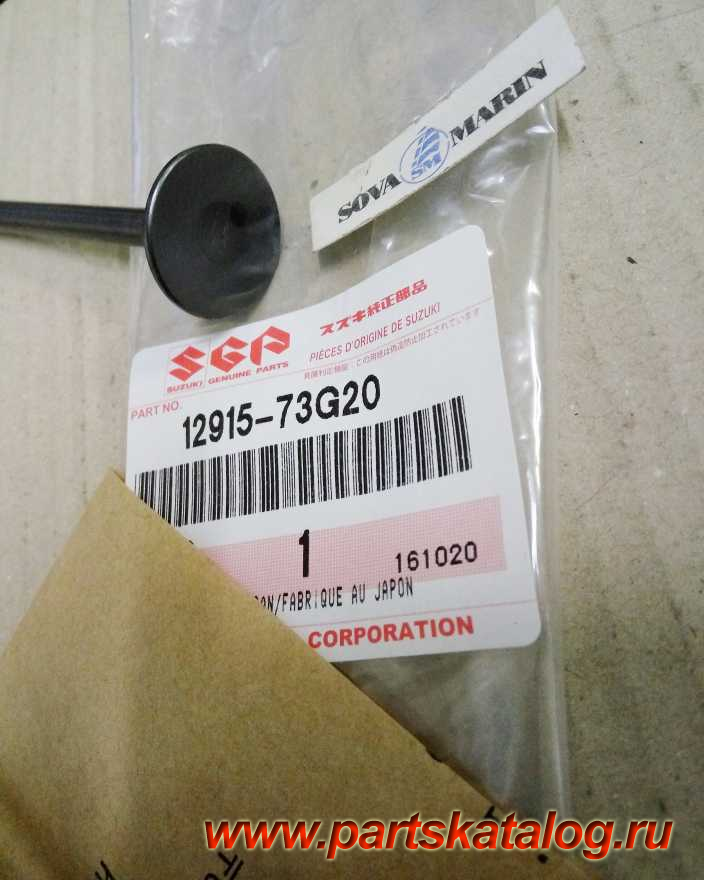 SOVA SM MARIN
SGP
SUZUKI GENUINE PARTS
スズキ純正部品
PIÈCES D'ORIGINE DE SUZUKI
PART NO.
12915-73G20
1
161020
/FABRIQUE AU JAPON
CORPORATION
www.partskatalog.ru